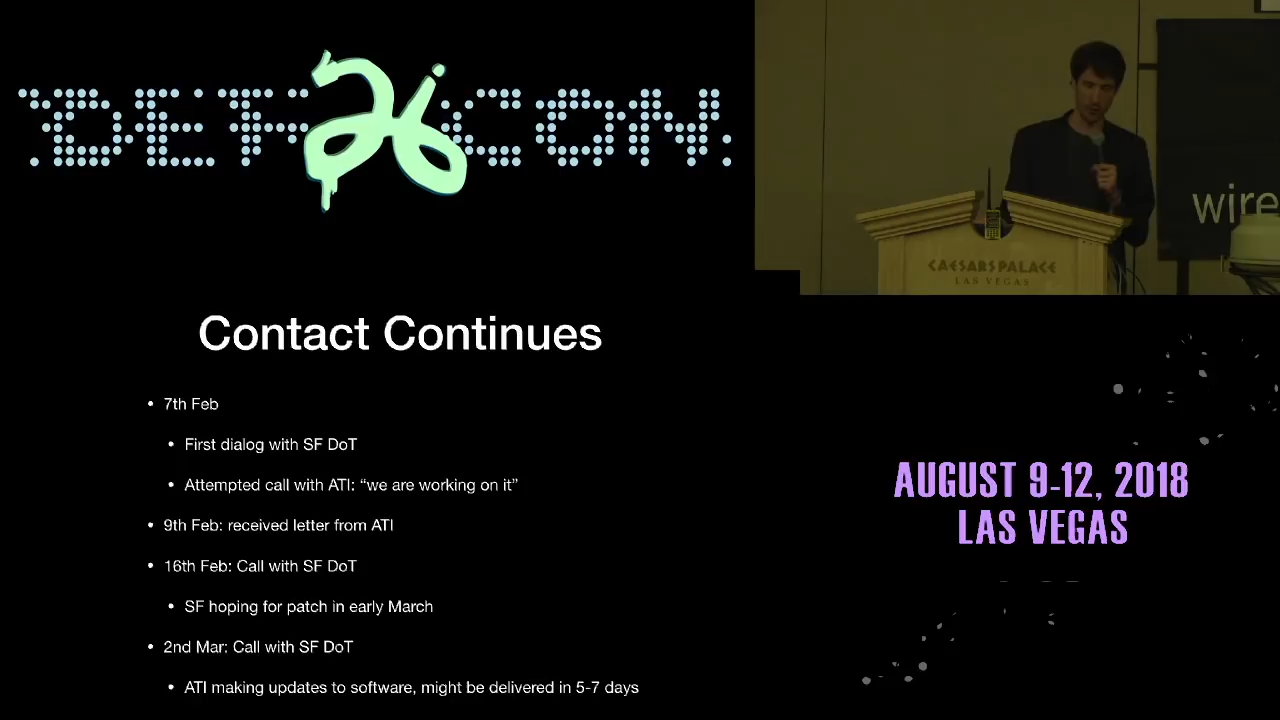 DEF 26 CON
wire
CAESARS PALACE
LAS VEGAS
Contact Continues
• 7th Feb
• First dialog with SF DoT
• Attempted call with ATI: “we are working on it”
• 9th Feb: received letter from ATI
• 16th Feb: Call with SF DoT
• SF hoping for patch in early March
• 2nd Mar: Call with SF DoT
• ATI making updates to software, might be delivered in 5-7 days
AUGUST 9-12, 2018
LAS VEGAS